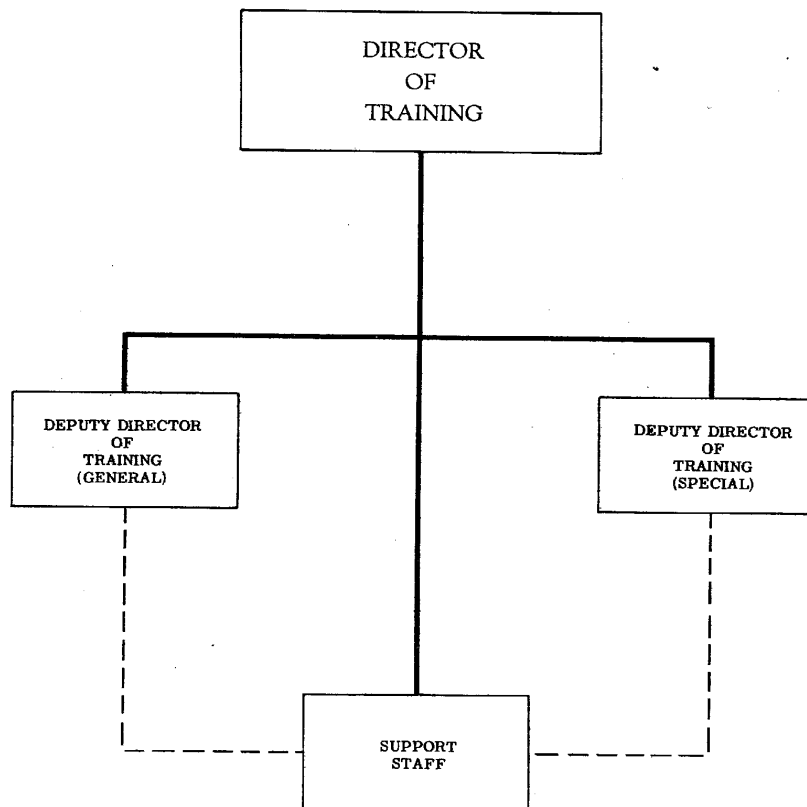 DIRECTOR
OF
TRAINING
DEPUTY DIRECTOR
OF
TRAINING
(GENERAL)
DEPUTY DIRECTOR
OF
TRAINING
(SPECIAL)
SUPPORT
STAFF